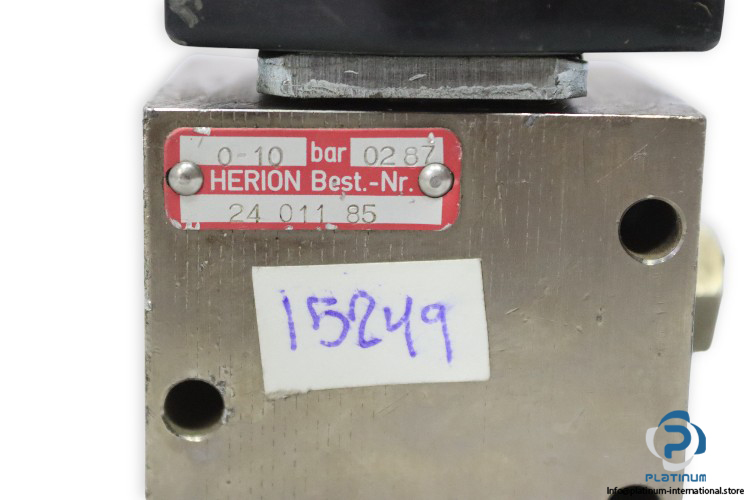 0-10 bar 02 87
HERION Best.-Nr.
24 011 85
15249
PLATINUM
Info@platinum-international.store